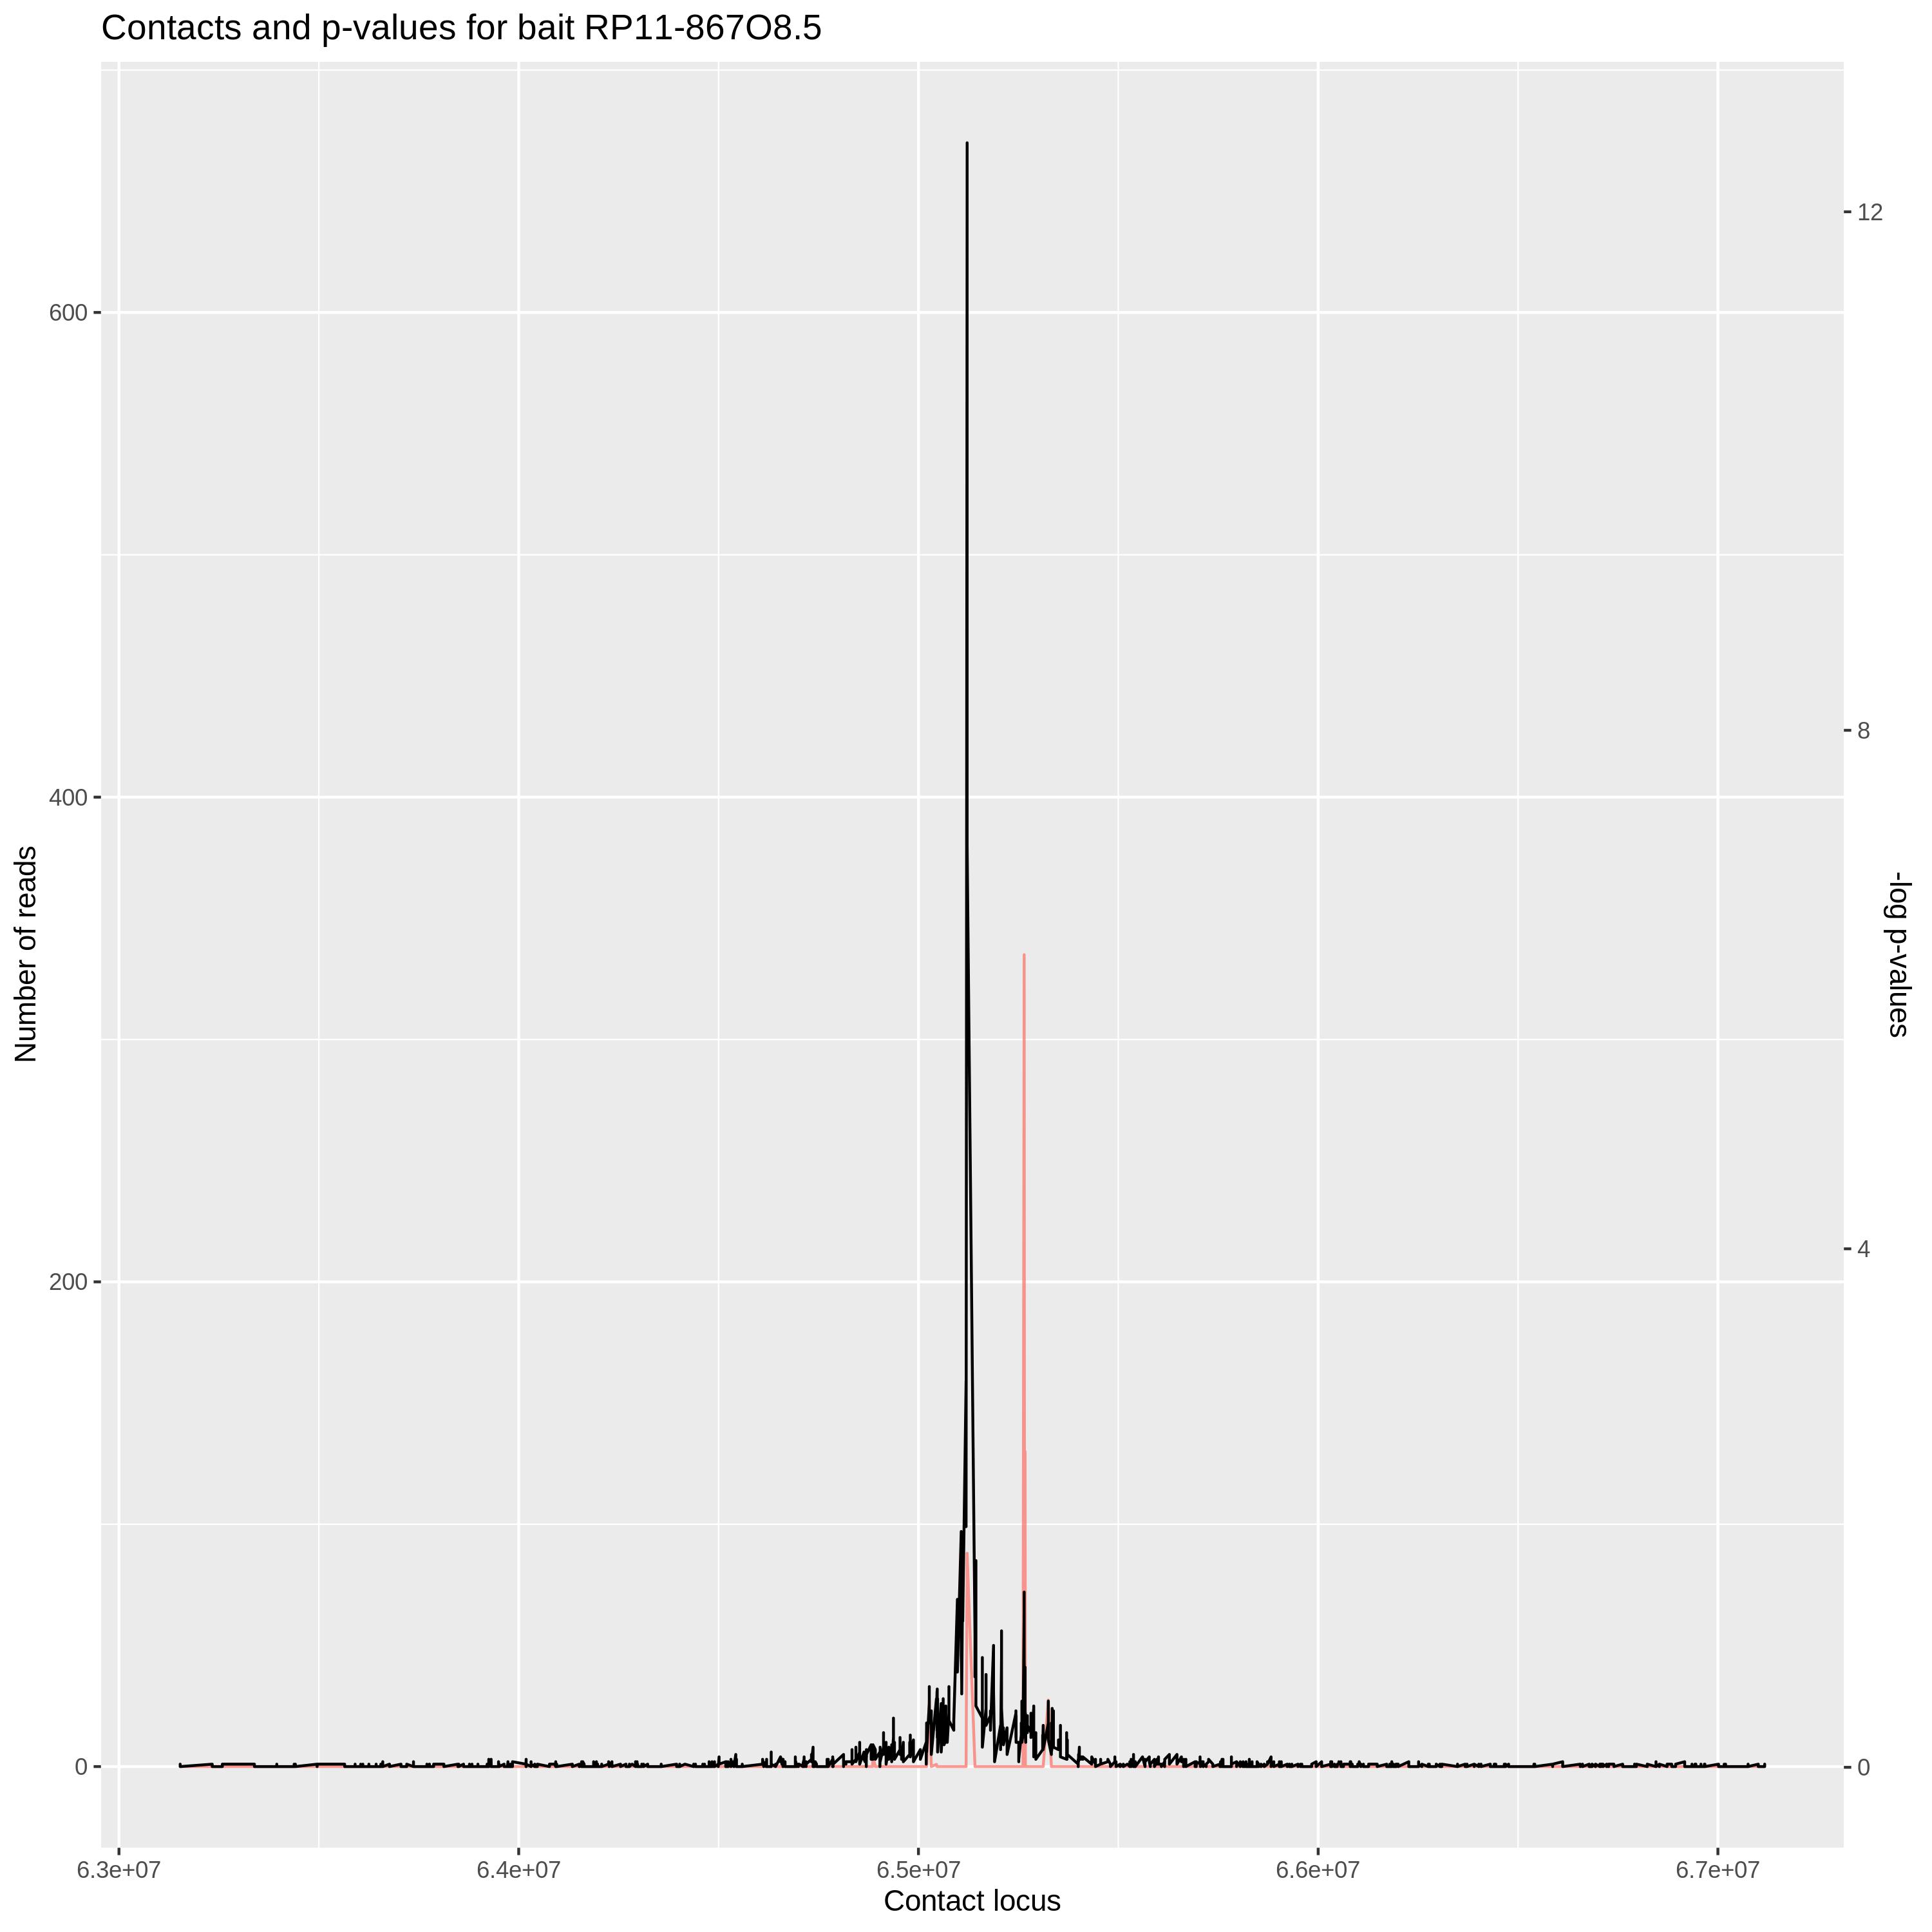 Contacts and p-values for bait RP11-867O8.5
600
400
200
0
Number of reads
12
8
4
0
-log p-values
6.3e+07
6.4e+07
6.5e+07
6.6e+07
6.7e+07
Contact locus